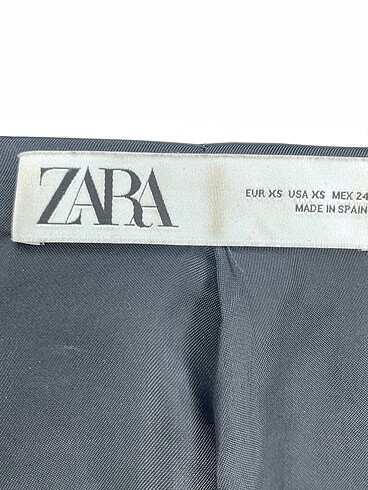 ZARA
EUR XS USA XS MEX 24
MADE IN SPAIN